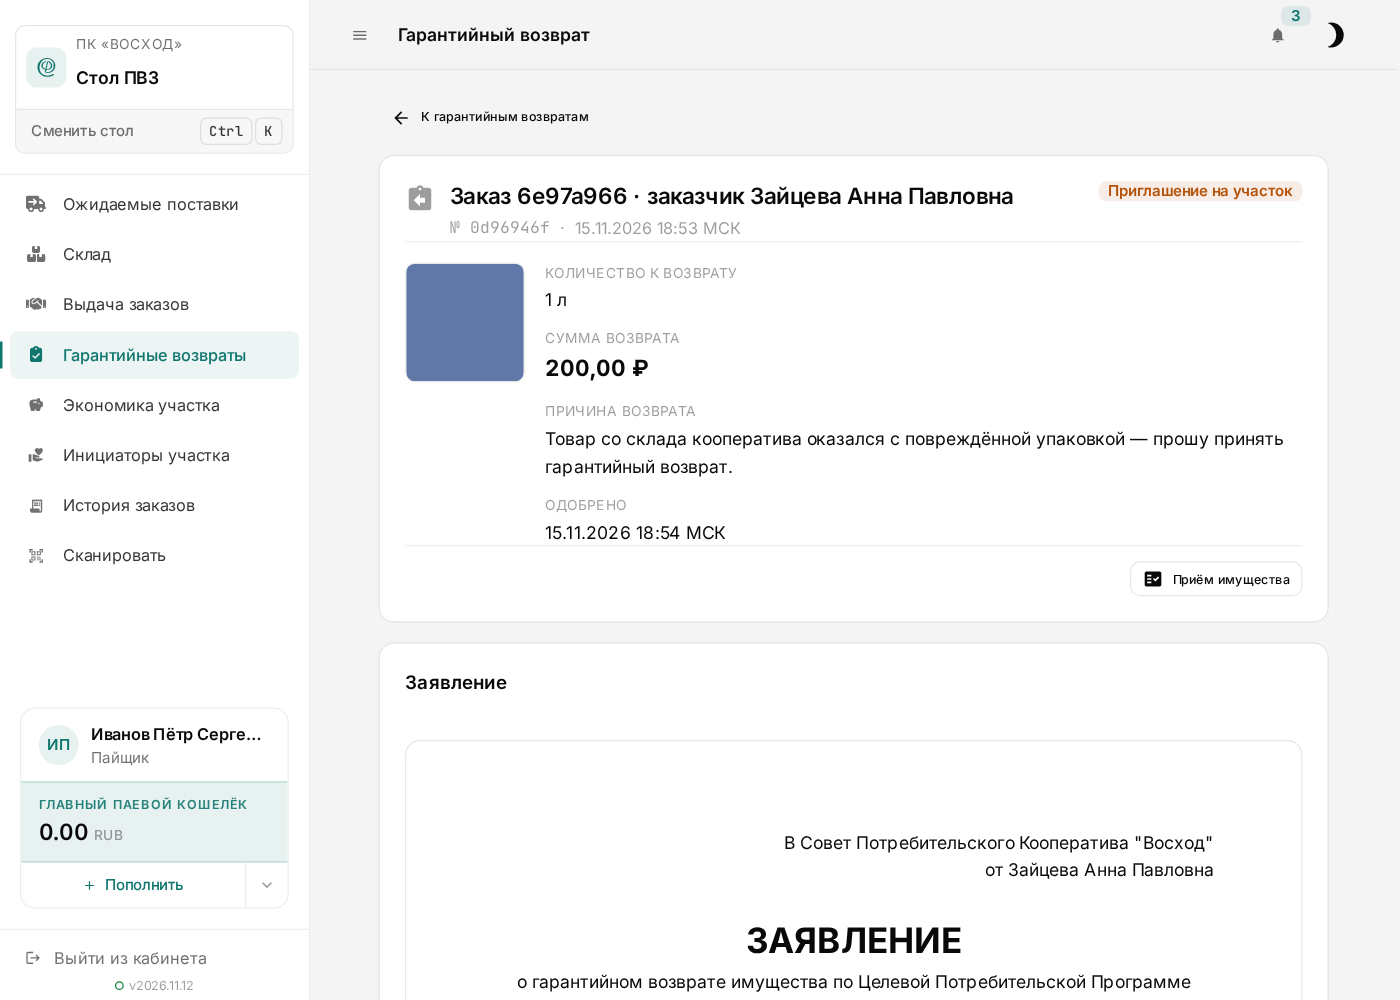 ПК «ВОСХОД»
Стол ПВЗ
Сменить стол
Ctrl K
Ожидаемые поставки
Склад
Выдача заказов
Гарантийные возвраты
Экономика участка
Инициаторы участка
История заказов
Сканировать
ИП
Иванов Пётр Серге...
Пайщик
ГЛАВНЫЙ ПАЕВОЙ КОШЕЛЁК
0.00 RUB
+ Пополнить
Выйти из кабинета
v2026.11.12
Гарантийный возврат
3
К гарантийным возвратам
Заказ 6e97a966 · заказчик Зайцева Анна Павловна
Приглашение на участок
№ 0d96946f · 15.11.2026 18:53 МСК
КОЛИЧЕСТВО К ВОЗВРАТУ
1 л
СУММА ВОЗВРАТА
200,00 ₽
ПРИЧИНА ВОЗВРАТА
Товар со склада кооператива оказался с повреждённой упаковкой — прошу принять
гарантийный возврат.
ОДОБРЕНО
15.11.2026 18:54 МСК
Приём имущества
Заявление
В Совет Потребительского Кооператива "Восход"
от Зайцева Анна Павловна
ЗАЯВЛЕНИЕ
о гарантийном возврате имущества по Целевой Потребительской Программе